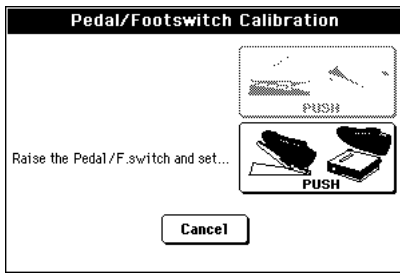 Pedal/Footswitch Calibration
PUSH
Raise the Pedal/F.switch and set...
PUSH
Cancel